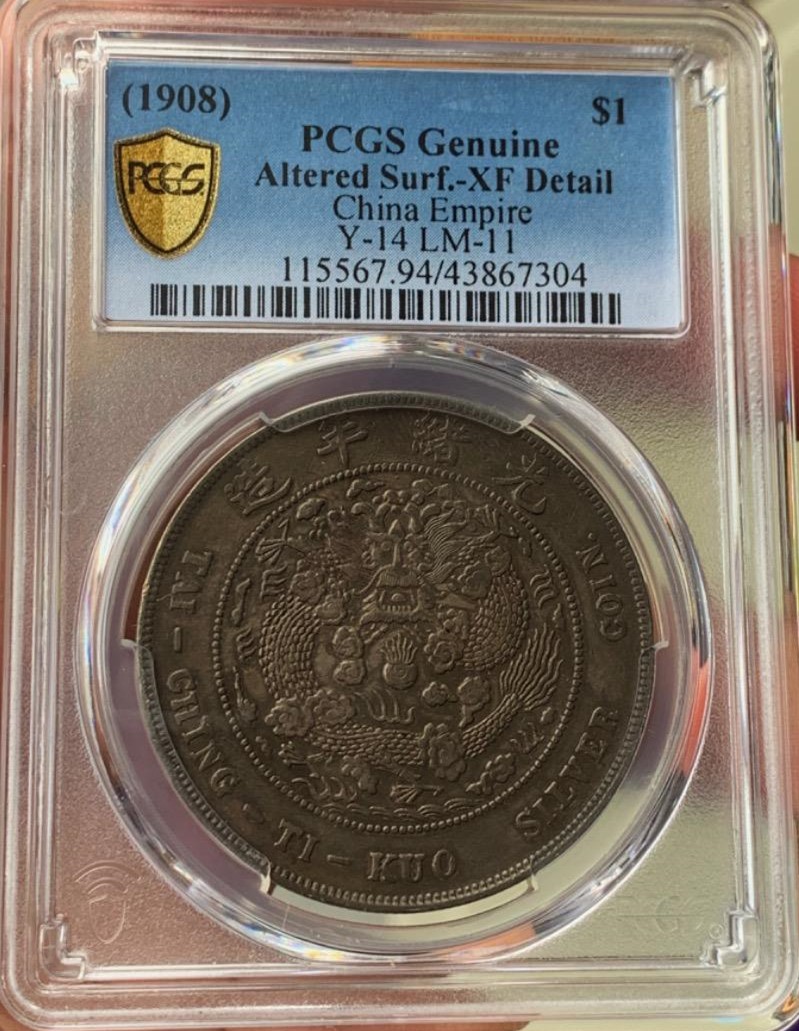 (1908)
$1
PCGS Genuine
PCGS
Altered Surf.-XF Detail
China Empire
Y-14 LM-11
115567.94/43867304
光緒年造
TAI-CHING-TI-KUO SILVER COIN.
PCGS